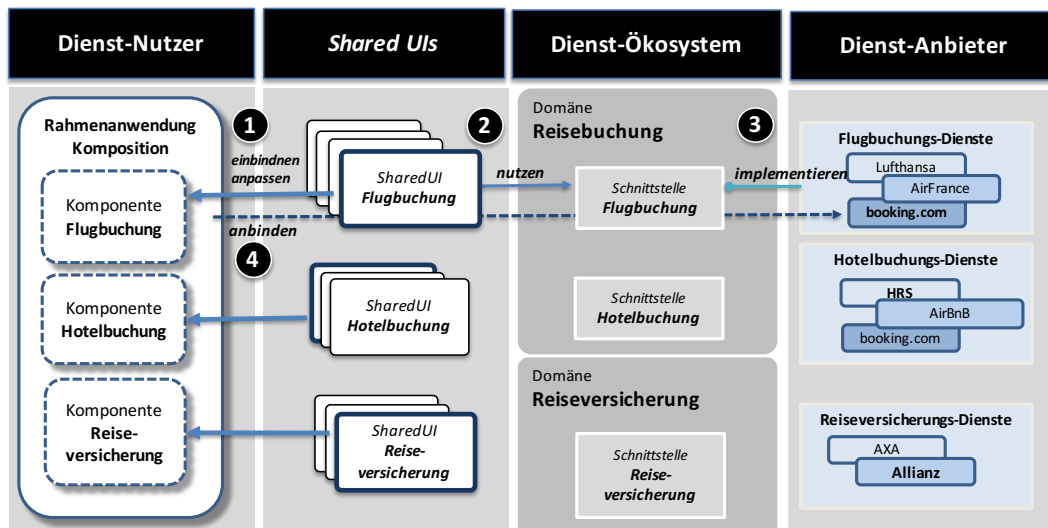 Dienst-Nutzer
Shared UIs
Dienst-Ökosystem
Dienst-Anbieter
Rahmenanwendung
Komposition
Komponente
Flugbuchung
Komponente
Hotelbuchung
Komponente
Reise-
versicherung
1
einbindnen
anpassen
anbinden
4
SharedUI
Flugbuchung
SharedUI
Hotelbuchung
SharedUI
Reise-
versicherung
2
nutzen
Domäne
Reisebuchung
Schnittstelle
Flugbuchung
Schnittstelle
Hotelbuchung
Domäne
Reiseversicherung
Schnittstelle
Reise-
versicherung
3
implementieren
Flugbuchungs-Dienste
Lufthansa
AirFrance
booking.com
Hotelbuchungs-Dienste
HRS
AirBnB
booking.com
Reiseversicherungs-Dienste
AXA
Allianz